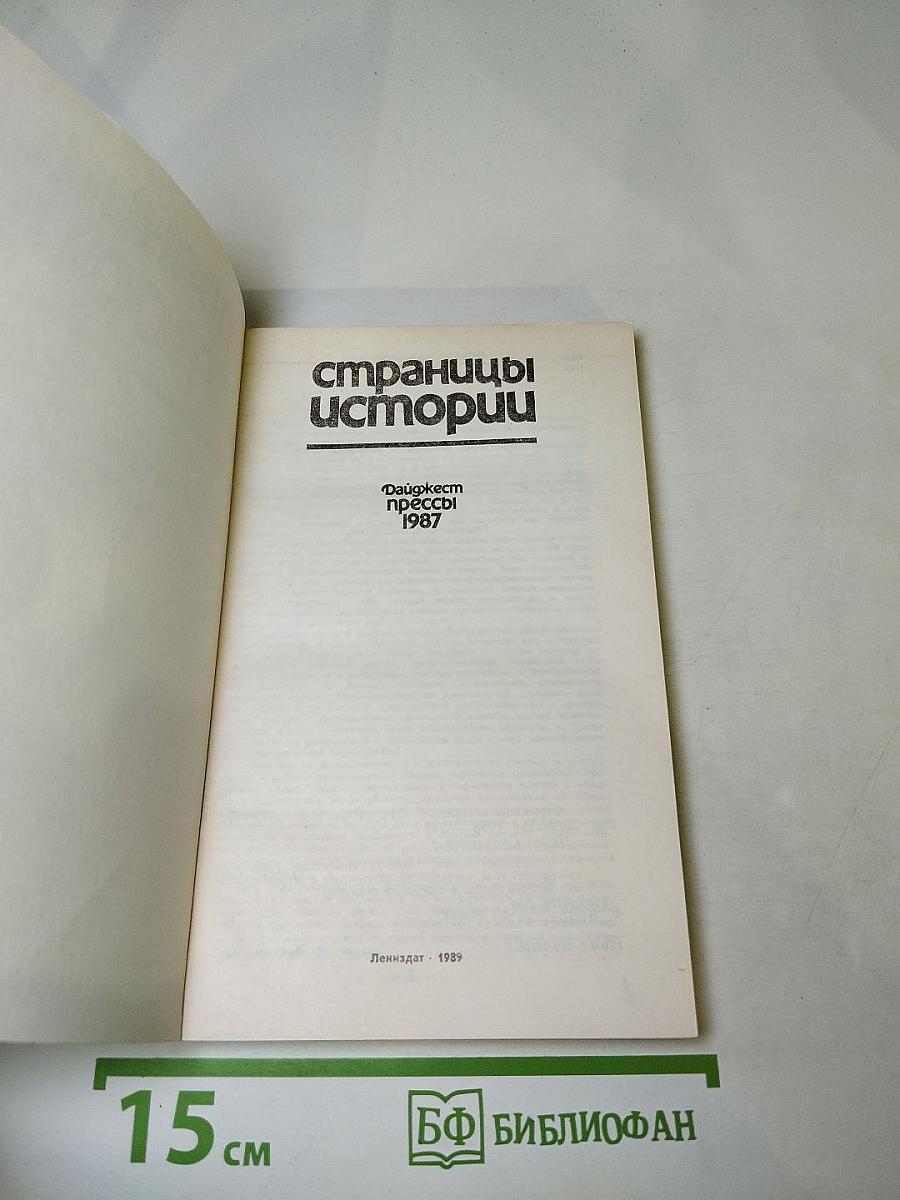 страницы
истории
Дайджест
прессы
1987
Лениздат · 1989
15 см
БФ БИБЛИОФАН